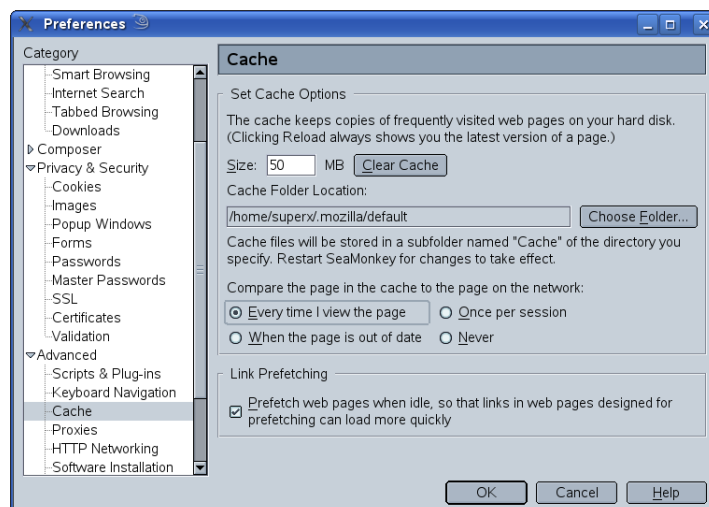 Preferences
Category
Smart Browsing
Internet Search
Tabbed Browsing
Downloads
Composer
Privacy & Security
Cookies
Images
Popup Windows
Forms
Passwords
Master Passwords
SSL
Certificates
Validation
Advanced
Scripts & Plug-ins
Keyboard Navigation
Cache
Proxies
HTTP Networking
Software Installation
Cache
Set Cache Options
The cache keeps copies of frequently visited web pages on your hard disk.
(Clicking Reload always shows you the latest version of a page.)
Size: 50 MB Clear Cache
Cache Folder Location:
/home/superx/.mozilla/default Choose Folder...
Cache files will be stored in a subfolder named "Cache" of the directory you
specify. Restart SeaMonkey for changes to take effect.
Compare the page in the cache to the page on the network:
Every time I view the page Once per session
When the page is out of date Never
Link Prefetching
Prefetch web pages when idle, so that links in web pages designed for
prefetching can load more quickly
OK Cancel Help